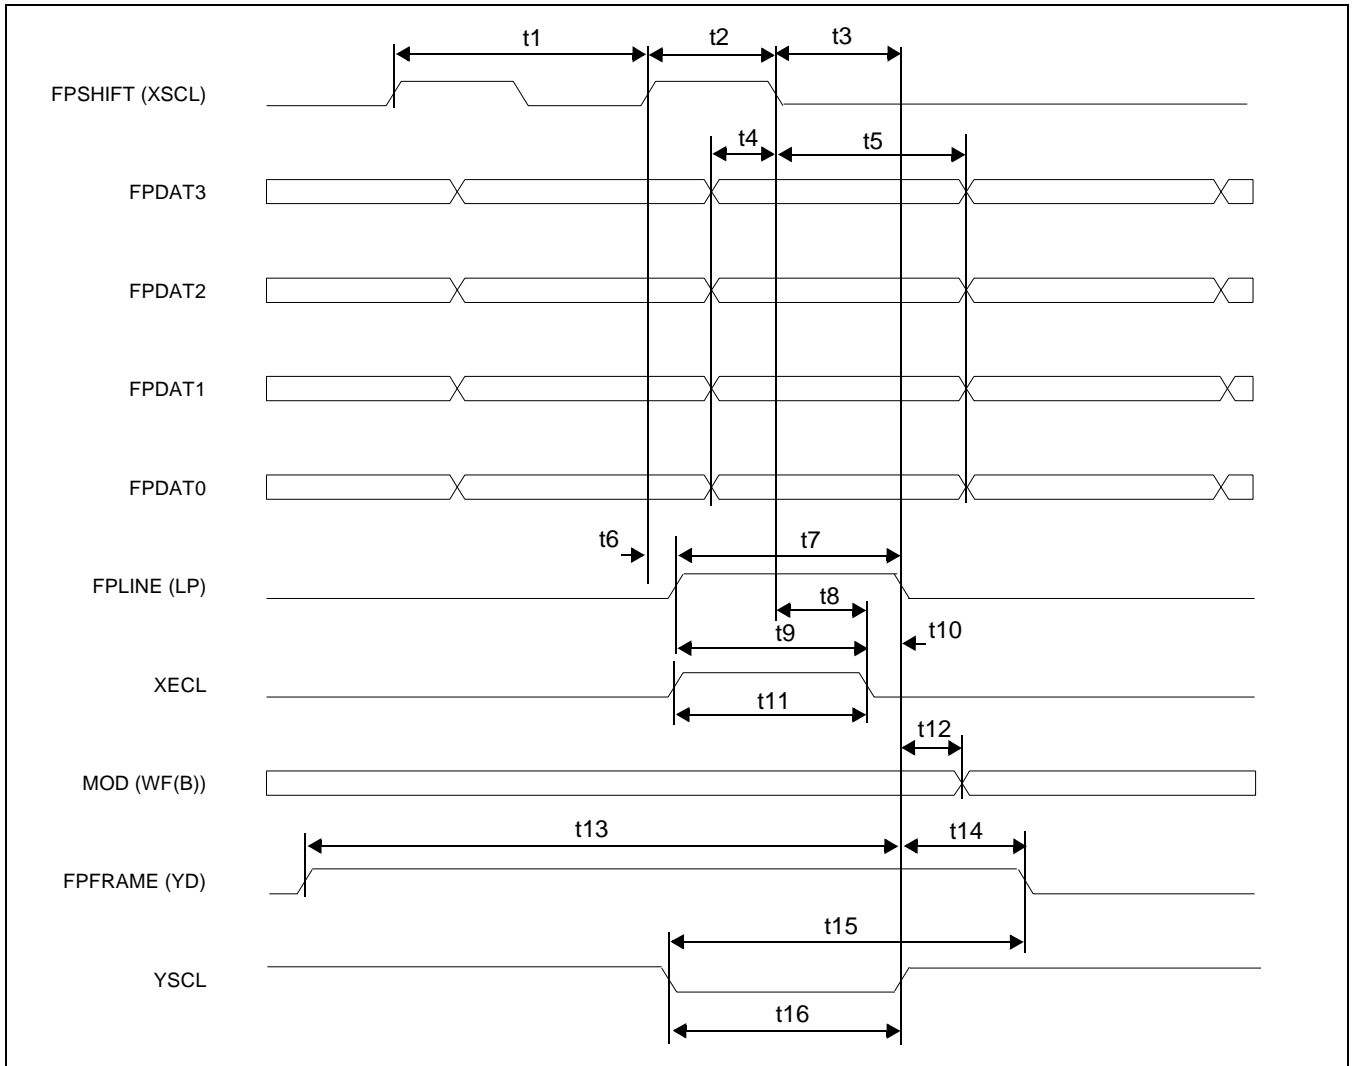 t1
t2
t3
FPSHIFT (XSCL)
t4
t5
FPDAT3
FPDAT2
FPDAT1
FPDAT0
t6
t7
FPLINE (LP)
t8
t9
t10
XECL
t11
t12
MOD (WF(B))
t13
t14
FPFRAME (YD)
t15
YSCL
t16